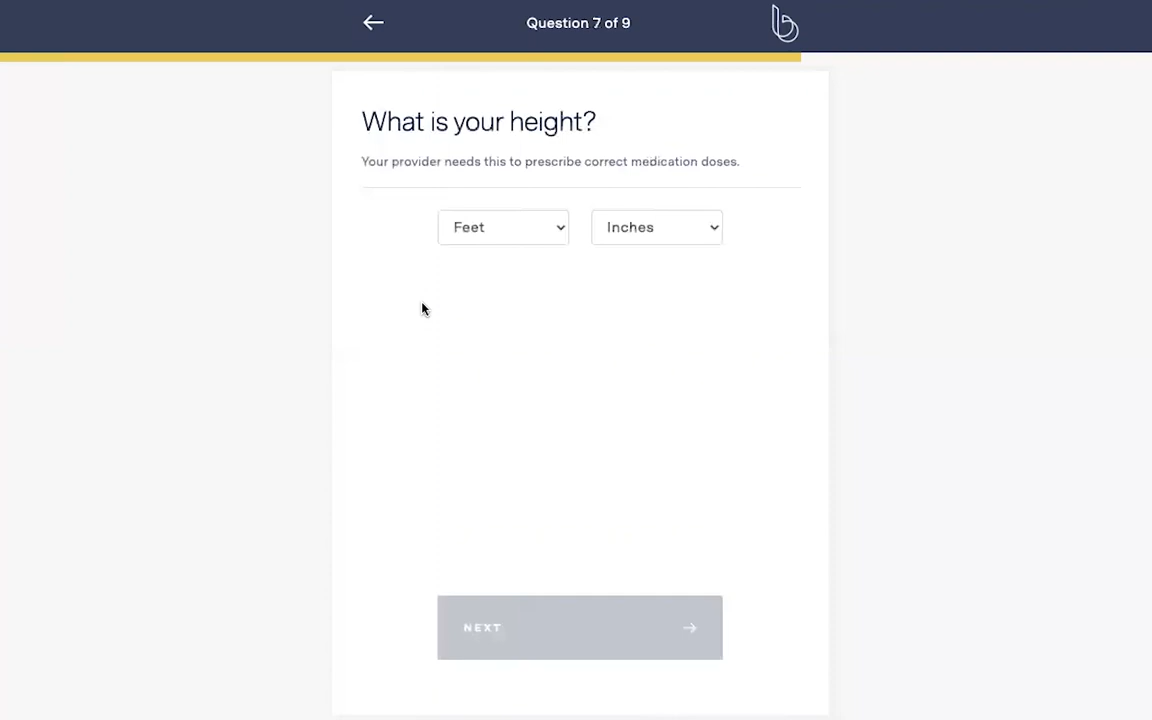 Question 7 of 9
What is your height?
Your provider needs this to prescribe correct medication doses.
Feet
Inches
NEXT